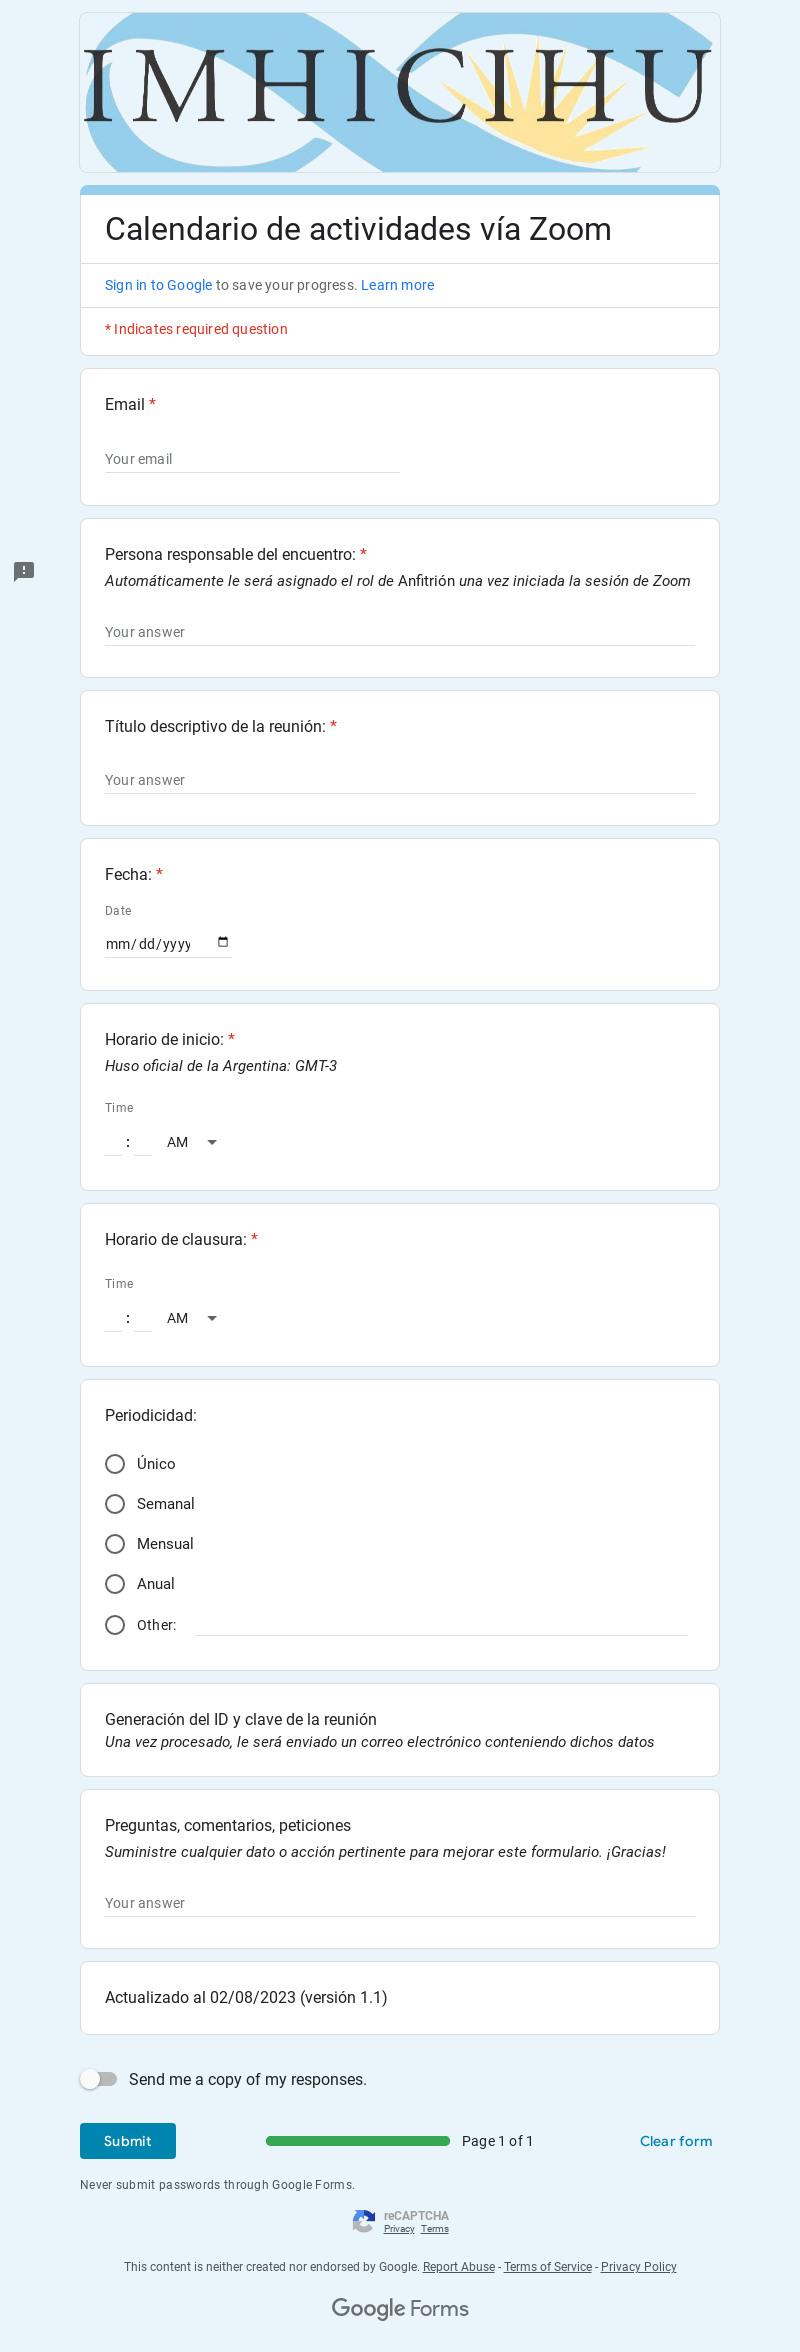 IMHICIHU
Calendario de actividades vía Zoom
Sign in to Google to save your progress. Learn more
* Indicates required question
Email *
Your email
Persona responsable del encuentro: *
Automáticamente le será asignado el rol de Anfitrión una vez iniciada la sesión de Zoom
Your answer
Título descriptivo de la reunión: *
Your answer
Fecha: *
Date
mm/dd/yyyy
Horario de inicio: *
Huso oficial de la Argentina: GMT-3
Time
: AM
Horario de clausura: *
Time
: AM
Periodicidad:
Único
Semanal
Mensual
Anual
Other:
Generación del ID y clave de la reunión
Una vez procesado, le será enviado un correo electrónico conteniendo dichos datos
Preguntas, comentarios, peticiones
Suministre cualquier dato o acción pertinente para mejorar este formulario. ¡Gracias!
Your answer
Actualizado al 02/08/2023 (versión 1.1)
Send me a copy of my responses.
Submit Page 1 of 1 Clear form
Never submit passwords through Google Forms.
reCAPTCHA
Privacy Terms
This content is neither created nor endorsed by Google. Report Abuse - Terms of Service - Privacy Policy
Google Forms